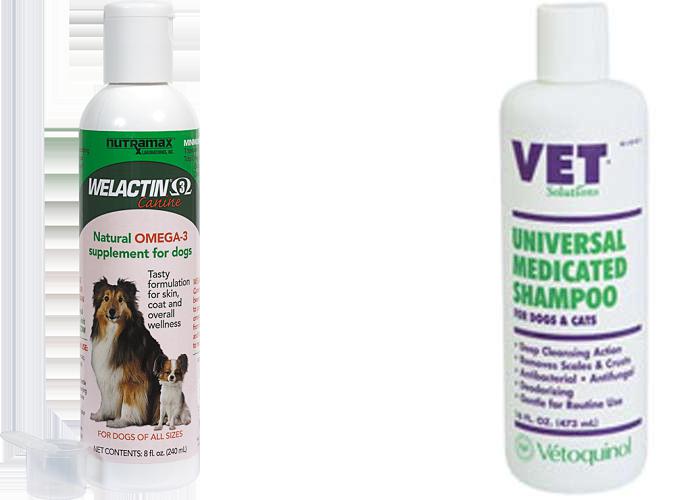 nutramax
LABORATORIES, INC.
WELACTIN Ω3
Canine
Natural OMEGA-3
supplement for dogs
Tasty
formulation
for skin,
coat and
overall
wellness
FOR DOGS OF ALL SIZES
NET CONTENTS: 8 fl. oz. (240 mL)
VET
Solutions
UNIVERSAL
MEDICATED
SHAMPOO
FOR DOGS & CATS
• Deep Cleansing Action
• Removes Scales & Crusts
• Antibacterial • Antifungal
• Deodorizing
• Gentle for Routine Use
16 FL. OZ. (473 mL)
Vétoquinol